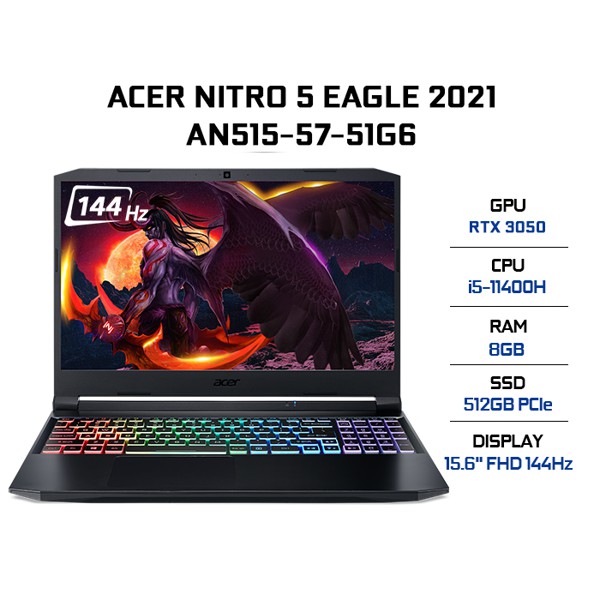 ACER NITRO 5 EAGLE 2021
AN515-57-51G6
144 Hz
acer
GPU
RTX 3050
CPU
i5-11400H
RAM
8GB
SSD
512GB PCIe
DISPLAY
15.6" FHD 144Hz